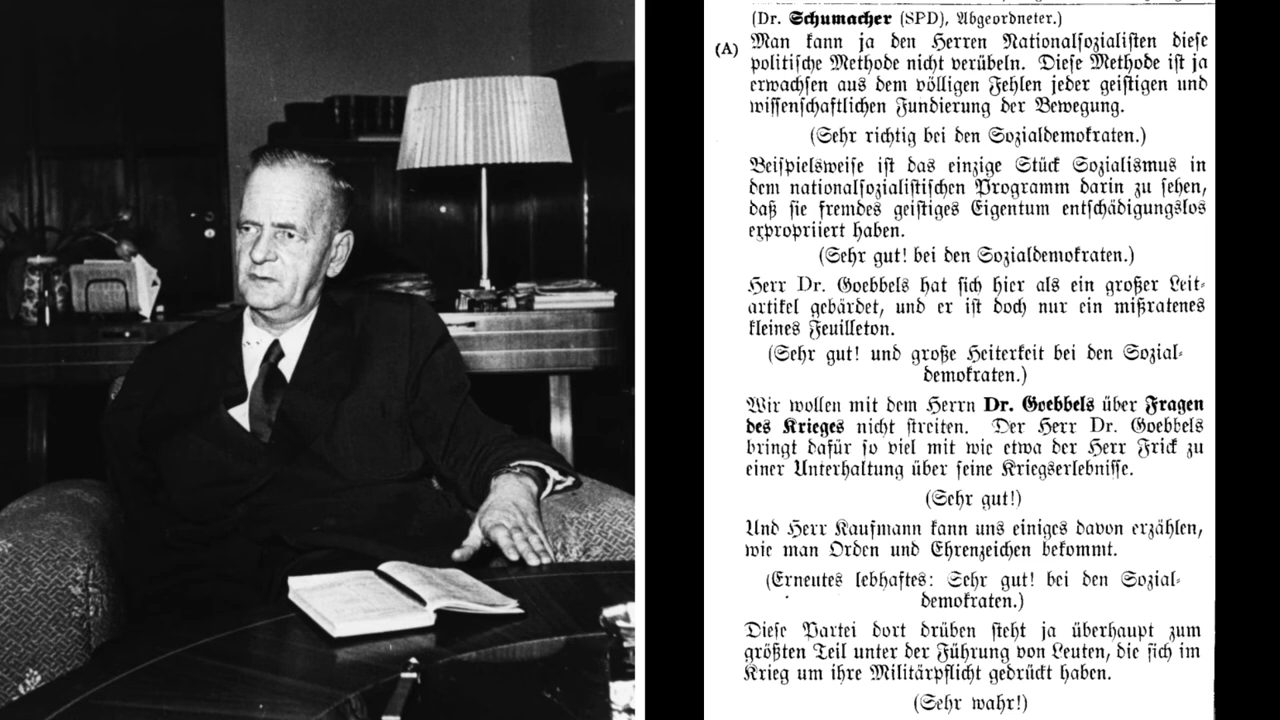 (Dr. Schumacher (SPD), Abgeordneter.)
(A) Man kann ja den Herren Nationalsozialisten diese
politische Methode nicht verübeln. Diese Methode ist ja
erwachsen aus dem völligen Fehlen jeder geistigen und
wissenschaftlichen Fundierung der Bewegung.
(Sehr richtig bei den Sozialdemokraten.)
Beispielsweise ist das einzige Stück Sozialismus in
dem nationalsozialistischen Programm darin zu sehen,
daß sie fremdes geistiges Eigentum entschädigungslos
expropriiert haben.
(Sehr gut! bei den Sozialdemokraten.)
Herr Dr. Goebbels hat sich hier als ein großer Leit-
artikel gebärdet, und er ist doch nur ein mißratenes
kleines Feuilleton.
(Sehr gut! und große Heiterkeit bei den Sozial-
demokraten.)
Wir wollen mit dem Herrn Dr. Goebbels über Fragen
des Krieges nicht streiten. Der Herr Dr. Goebbels
bringt dafür so viel mit wie etwa der Herr Frick zu
einer Unterhaltung über seine Kriegserlebnisse.
(Sehr gut!)
Und Herr Kaufmann kann uns einiges davon erzählen,
wie man Orden und Ehrenzeichen bekommt.
(Erneutes lebhaftes: Sehr gut! bei den Sozial-
demokraten.)
Diese Partei dort drüben steht ja überhaupt zum
größten Teil unter der Führung von Leuten, die sich im
Krieg um ihre Militärpflicht gedrückt haben.
(Sehr wahr!)